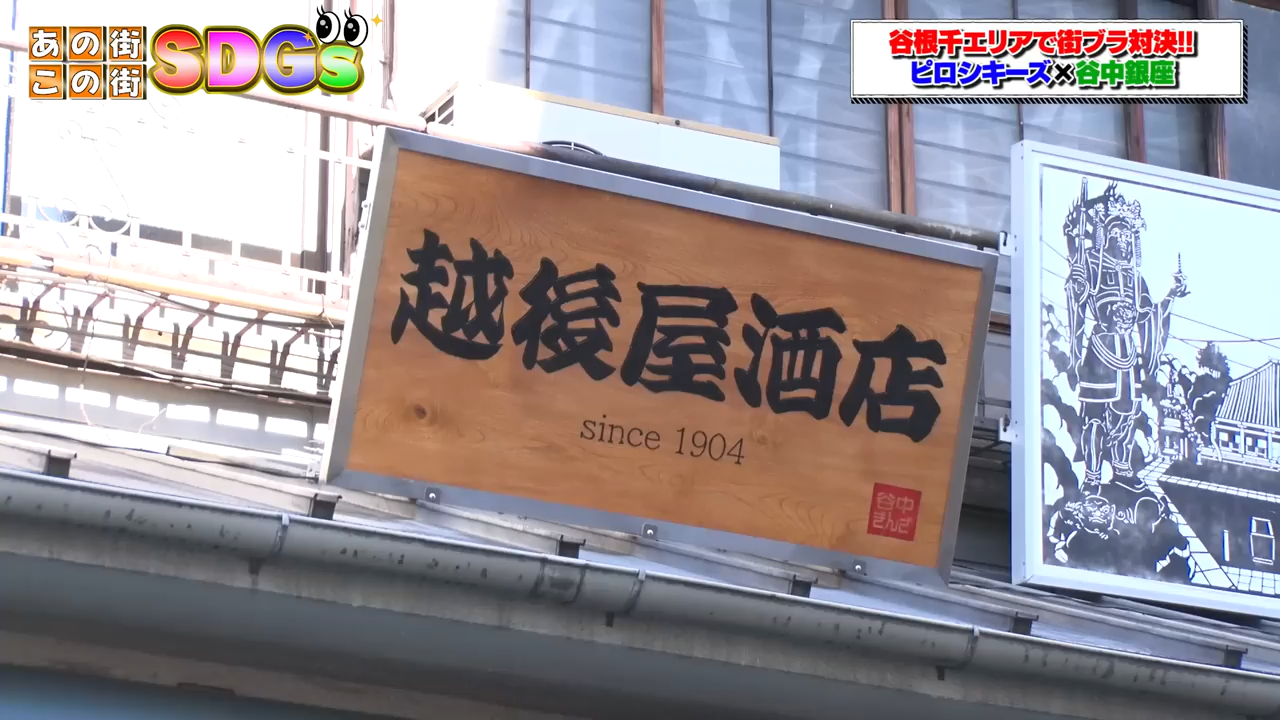 あの街
この街
SDGs
谷根千エリアで街ブラ対決!!
ピロシキーズ×谷中銀座
越後屋酒店
since 1904
谷中
ぎんざ